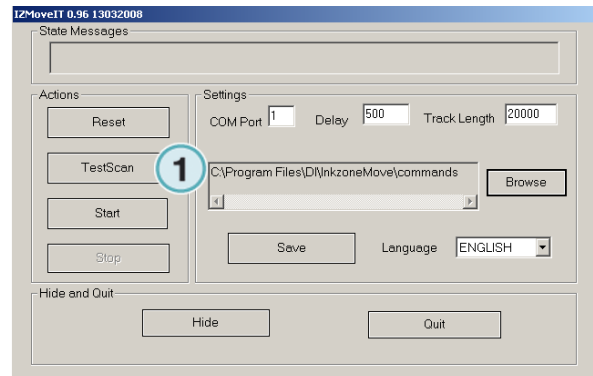 IZMoveIT 0.96 13032008
State Messages
Actions
Reset
TestScan
Start
Stop
Settings
COM Port 1 Delay 500 Track Length 20000
1
C:\Program Files\DI\InkzoneMove\commands
Browse
Save Language ENGLISH
Hide and Quit
Hide Quit